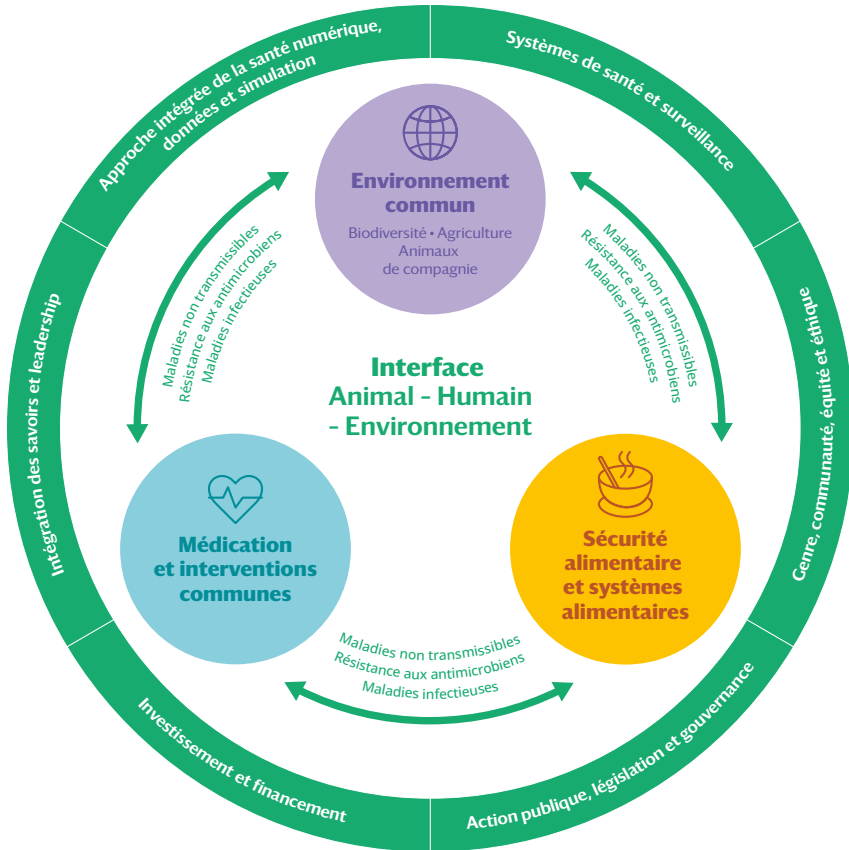 Approche intégrée de la santé numérique,
données et simulation
Systèmes de santé et surveillance
Environnement
commun
Biodiversité • Agriculture
Animaux
de compagnie
Maladies non transmissibles
Résistance aux antimicrobiens
Maladies infectieuses
Maladies non transmissibles
Résistance aux antimicrobiens
Maladies infectieuses
Intégration des savoirs et leadership
Genre, communauté, équité et éthique
Interface
Animal - Humain
- Environnement
Médication
et interventions
communes
Sécurité
alimentaire
et systèmes
alimentaires
Maladies non transmissibles
Résistance aux antimicrobiens
Maladies infectieuses
Investissement et financement
Action publique, législation et gouvernance